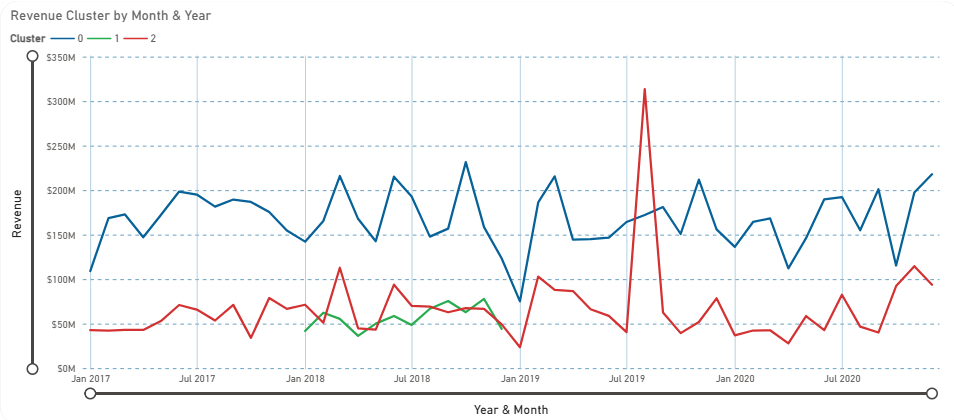 Revenue Cluster by Month & Year
Cluster 0 1 2
$350M
$300M
$250M
$200M
$150M
$100M
$50M
$0M
Revenue
Jan 2017 Jul 2017 Jan 2018 Jul 2018 Jan 2019 Jul 2019 Jan 2020 Jul 2020
Year & Month